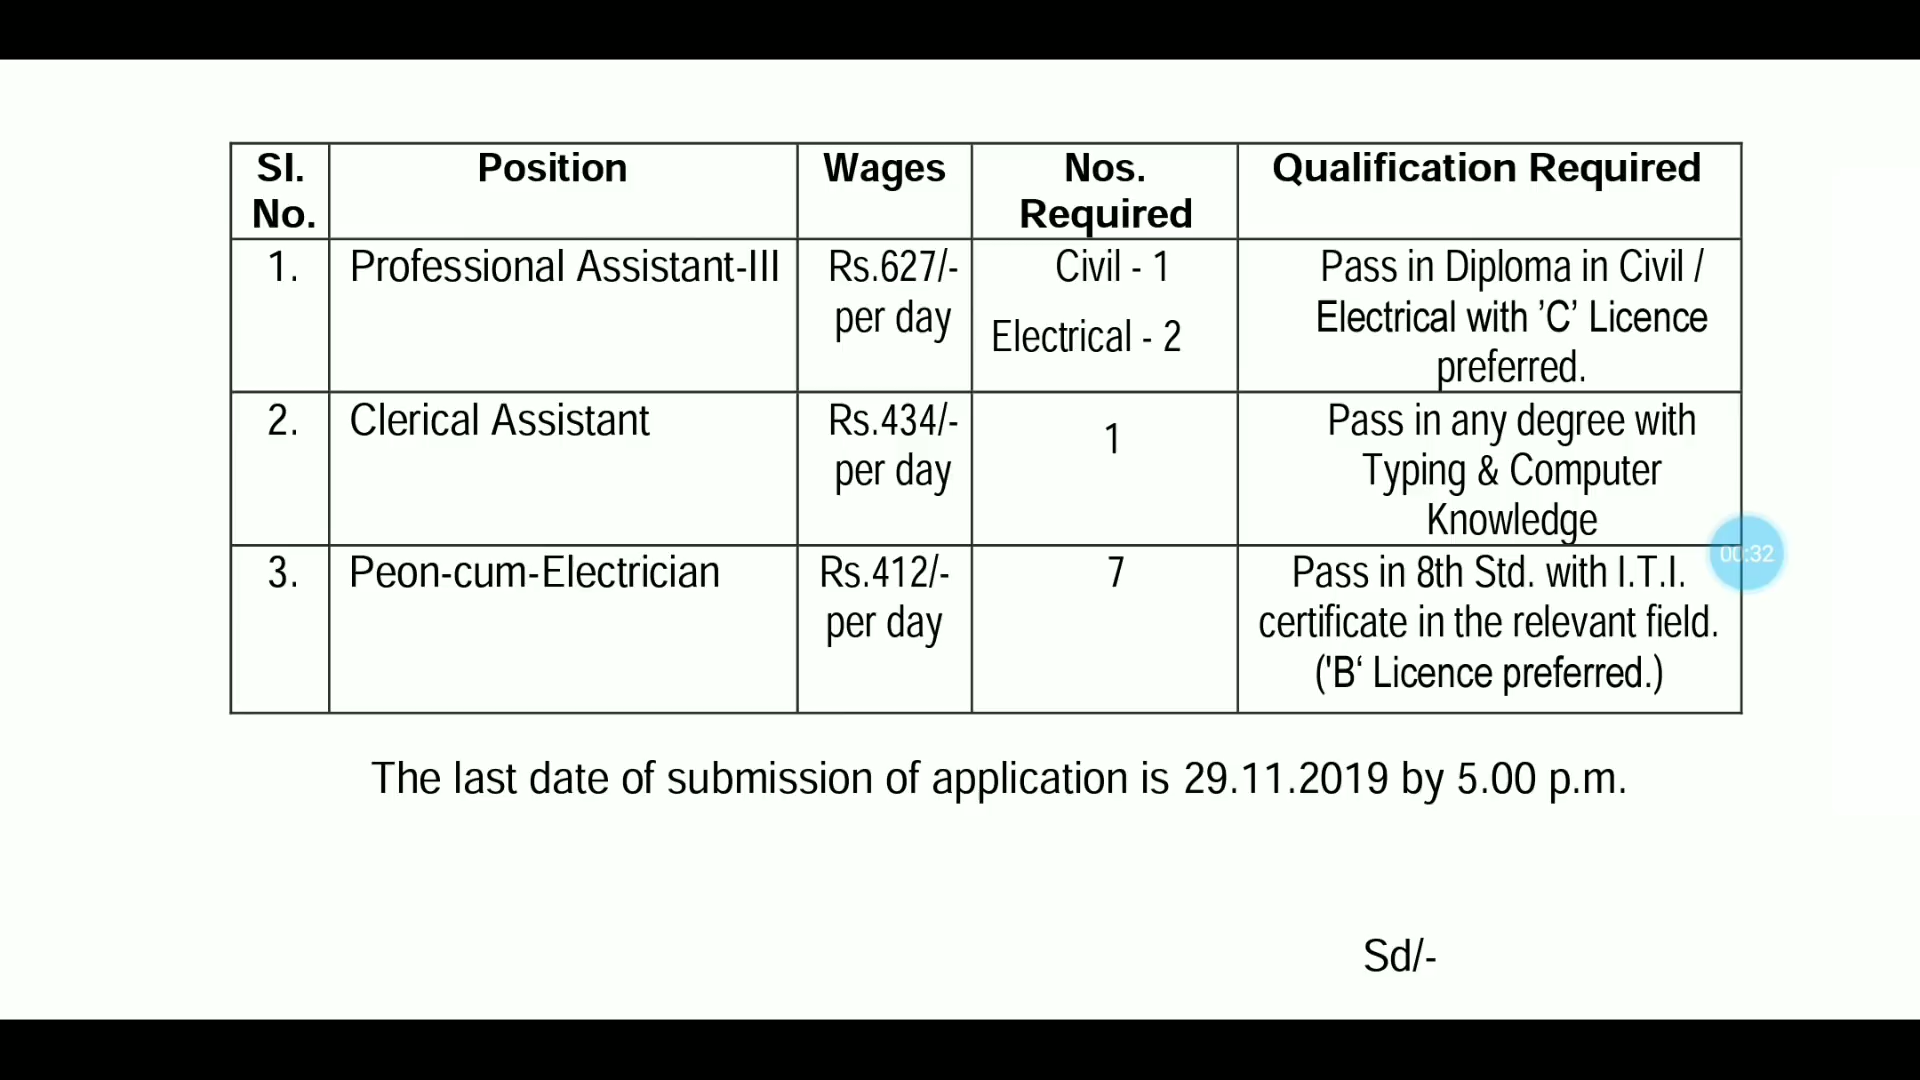 Sl. No.
Position
Wages
Nos. Required
Qualification Required
1.
Professional Assistant-III
Rs.627/-
per day
Civil - 1
Electrical - 2
Pass in Diploma in Civil /
Electrical with ’C’ Licence
preferred.
2.
Clerical Assistant
Rs.434/-
per day
1
Pass in any degree with
Typing & Computer
Knowledge
3.
Peon-cum-Electrician
Rs.412/-
per day
7
Pass in 8th Std. with I.T.I.
certificate in the relevant field.
('B‘ Licence preferred.)
00:32
The last date of submission of application is 29.11.2019 by 5.00 p.m.
Sd/-